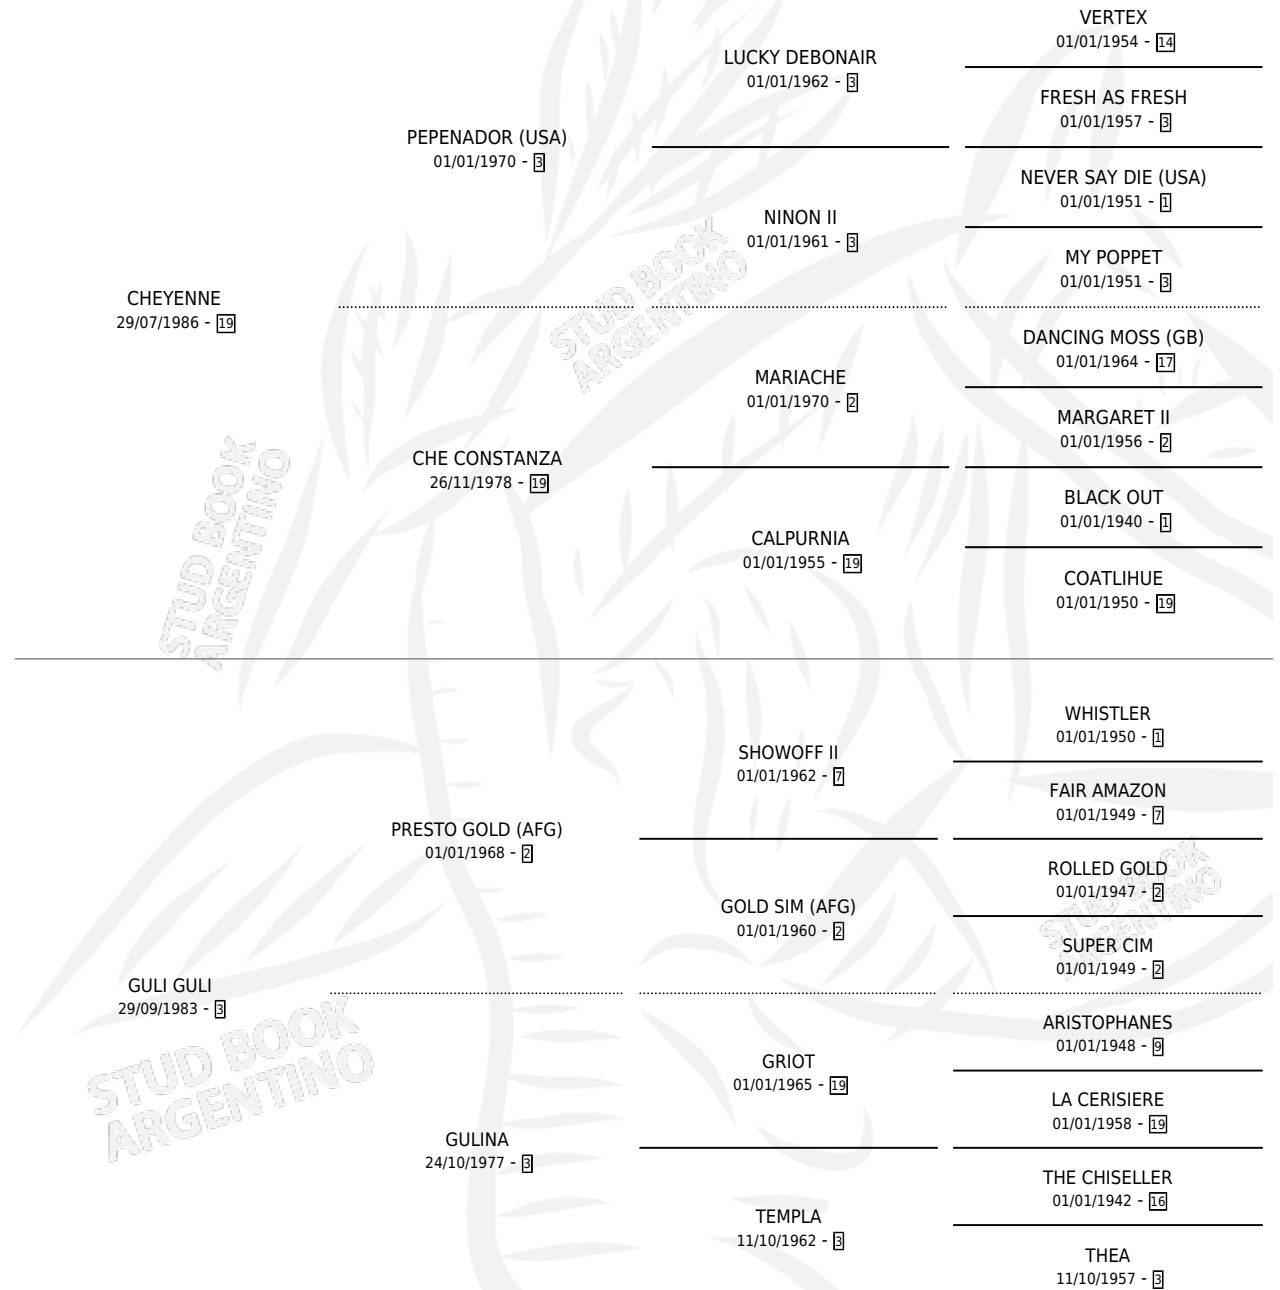 VERTEX
01/01/1954 - 14
LUCKY DEBONAIR
01/01/1962 - 3
FRESH AS FRESH
01/01/1957 - 3
PEPENADOR (USA)
01/01/1970 - 3
NEVER SAY DIE (USA)
01/01/1951 - 1
NINON II
01/01/1961 - 3
MY POPPET
01/01/1951 - 3
CHEYENNE
29/07/1986 - 19
DANCING MOSS (GB)
01/01/1964 - 17
MARIACHE
01/01/1970 - 2
MARGARET II
01/01/1956 - 2
CHE CONSTANZA
26/11/1978 - 19
BLACK OUT
01/01/1940 - 1
CALPURNIA
01/01/1955 - 19
COATLIHUE
01/01/1950 - 19
WHISTLER
01/01/1950 - 1
SHOWOFF II
01/01/1962 - 7
FAIR AMAZON
01/01/1949 - 7
PRESTO GOLD (AFG)
01/01/1968 - 2
ROLLED GOLD
01/01/1947 - 2
GOLD SIM (AFG)
01/01/1960 - 2
SUPER CIM
01/01/1949 - 2
GULI GULI
29/09/1983 - 3
ARISTOPHANES
01/01/1948 - 9
GRIOT
01/01/1965 - 19
LA CERISIERE
01/01/1958 - 19
GULINA
24/10/1977 - 3
THE CHISELLER
01/01/1942 - 16
TEMPLA
11/10/1962 - 3
THEA
11/10/1957 - 3
STUD BOOK
ARGENTINO
STUD BOOK
ARGENTINO
STUD BOOK
ARGENTINO
STUD BOOK
ARGENTINO